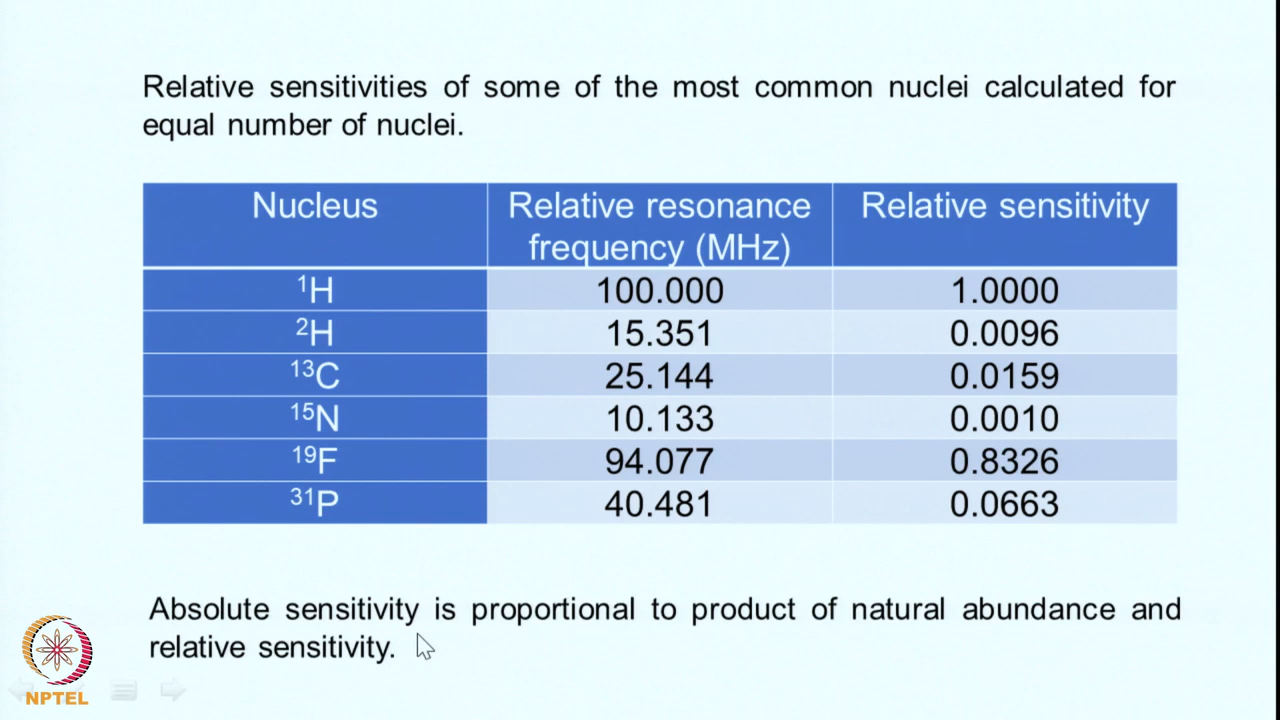 Relative sensitivities of some of the most common nuclei calculated for
equal number of nuclei.
Nucleus Relative resonance frequency (MHz) Relative sensitivity
¹H 100.000 1.0000
²H 15.351 0.0096
¹³C 25.144 0.0159
¹⁵N 10.133 0.0010
¹⁹F 94.077 0.8326
³¹P 40.481 0.0663
Absolute sensitivity is proportional to product of natural abundance and
relative sensitivity.
NPTEL